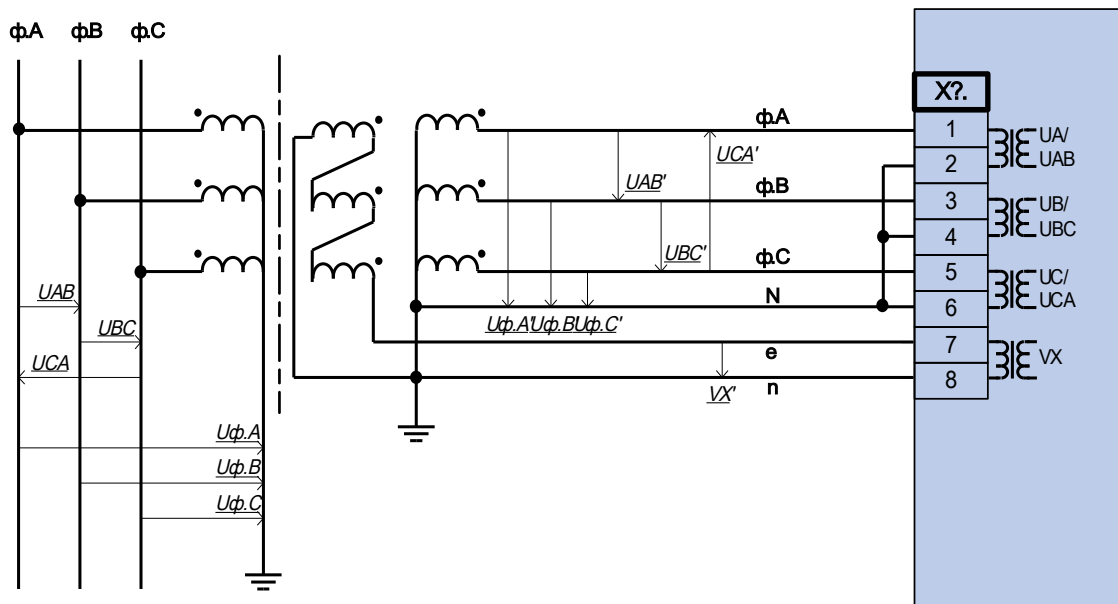 ф.А ф.В ф.С
X?.
1
2
3
4
5
6
7
8
UA/
UAB
UB/
UBC
UC/
UCA
VX
ф.А
ф.В
ф.С
N
e
n
UCA'
UAB'
UBC'
Uф.A' Uф.B' Uф.C'
VX'
UAB
UBC
UCA
Uф.A
Uф.B
Uф.C